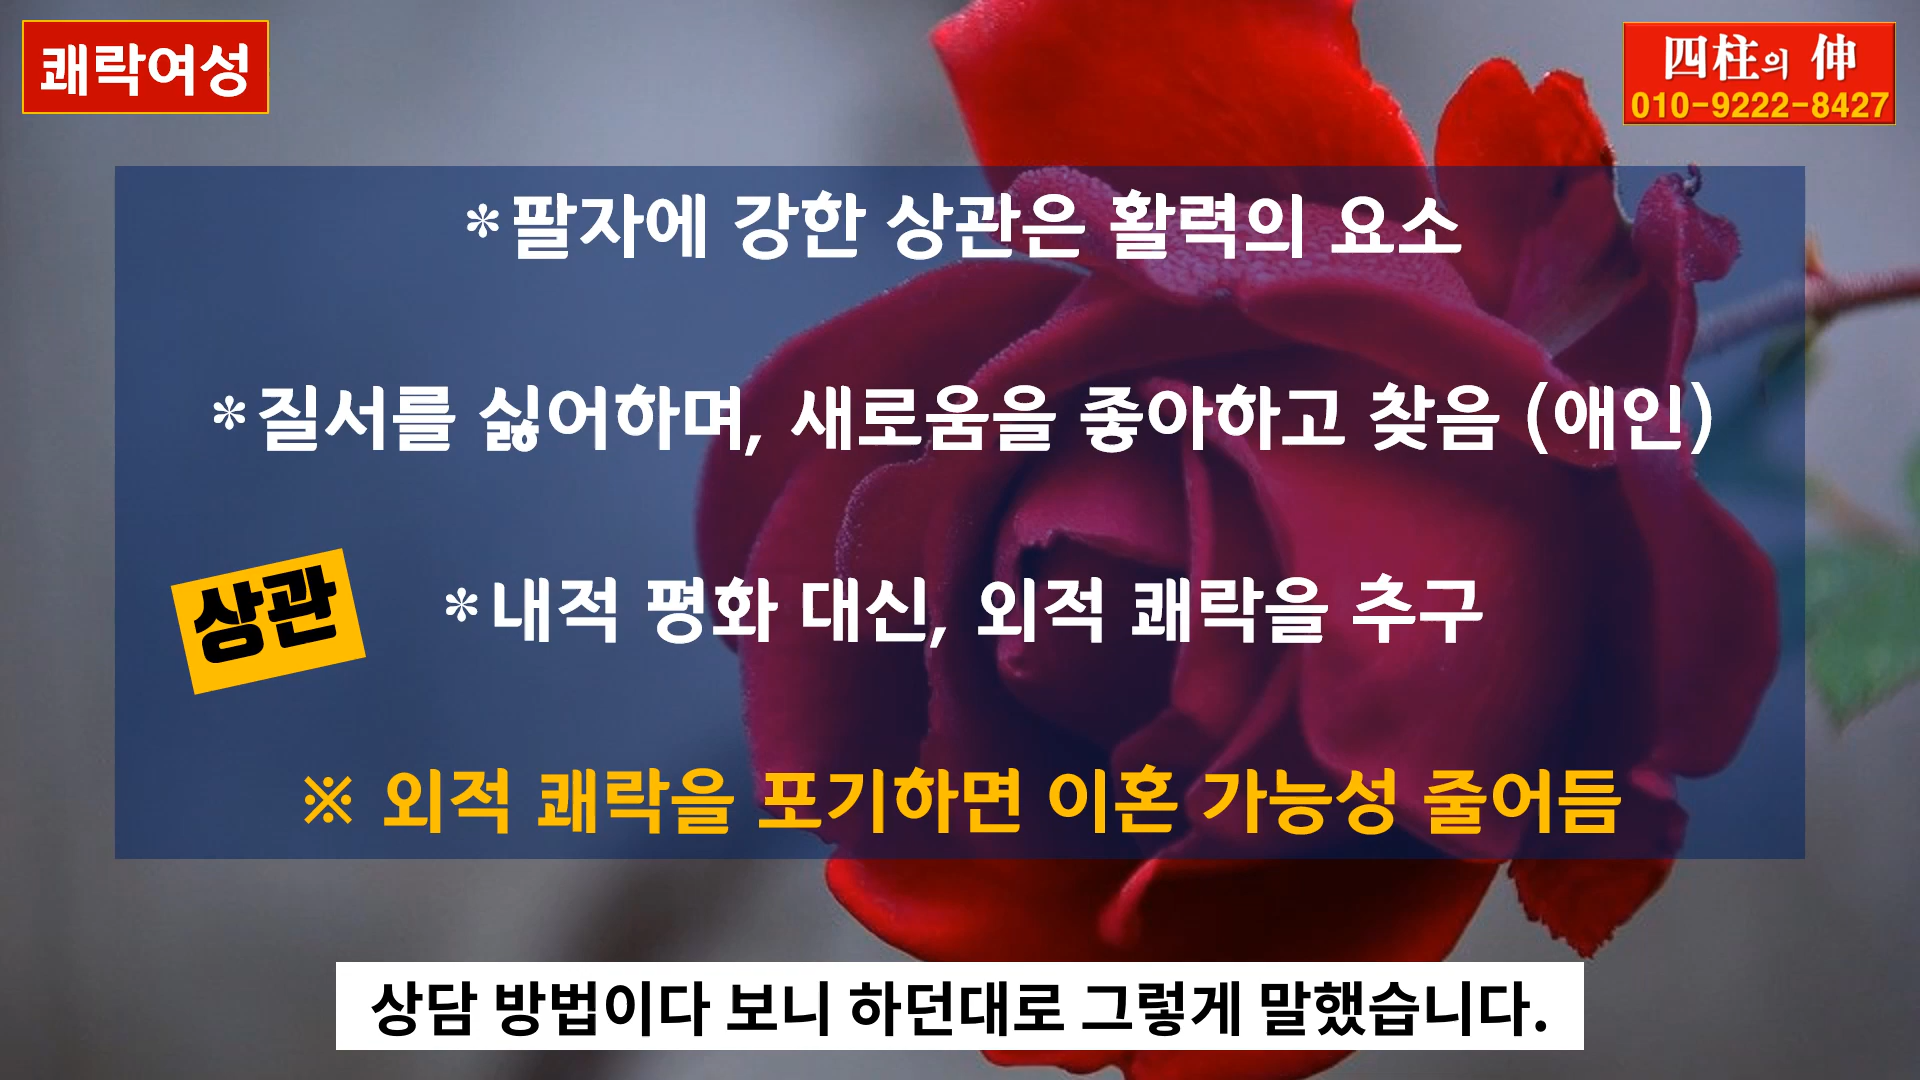 쾌락여성
四柱의 伸
010-9222-8427
*팔자에 강한 상관은 활력의 요소
*질서를 싫어하며, 새로움을 좋아하고 찾음 (애인)
상관
*내적 평화 대신, 외적 쾌락을 추구
※ 외적 쾌락을 포기하면 이혼 가능성 줄어듬
상담 방법이다 보니 하던대로 그렇게 말했습니다.